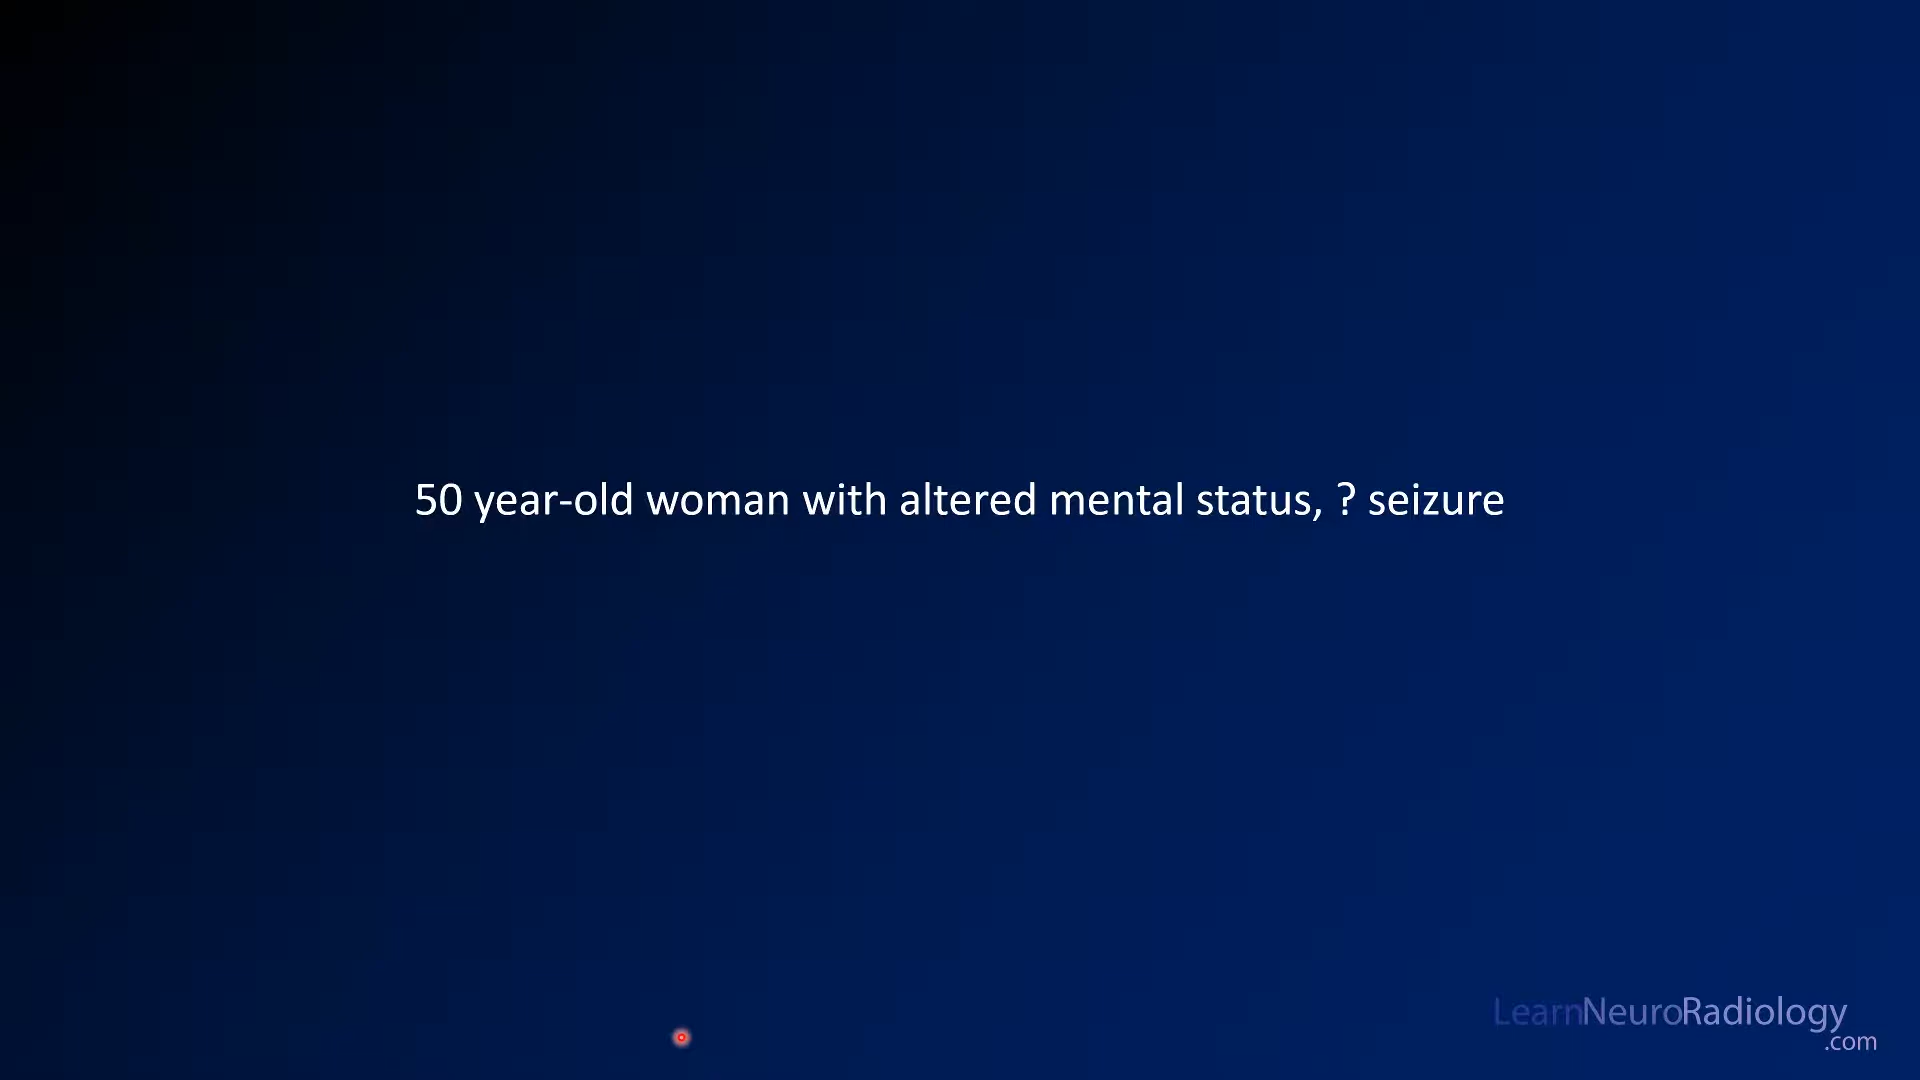 50 year-old woman with altered mental status, ? seizure
LearnNeuroRadiology
.com